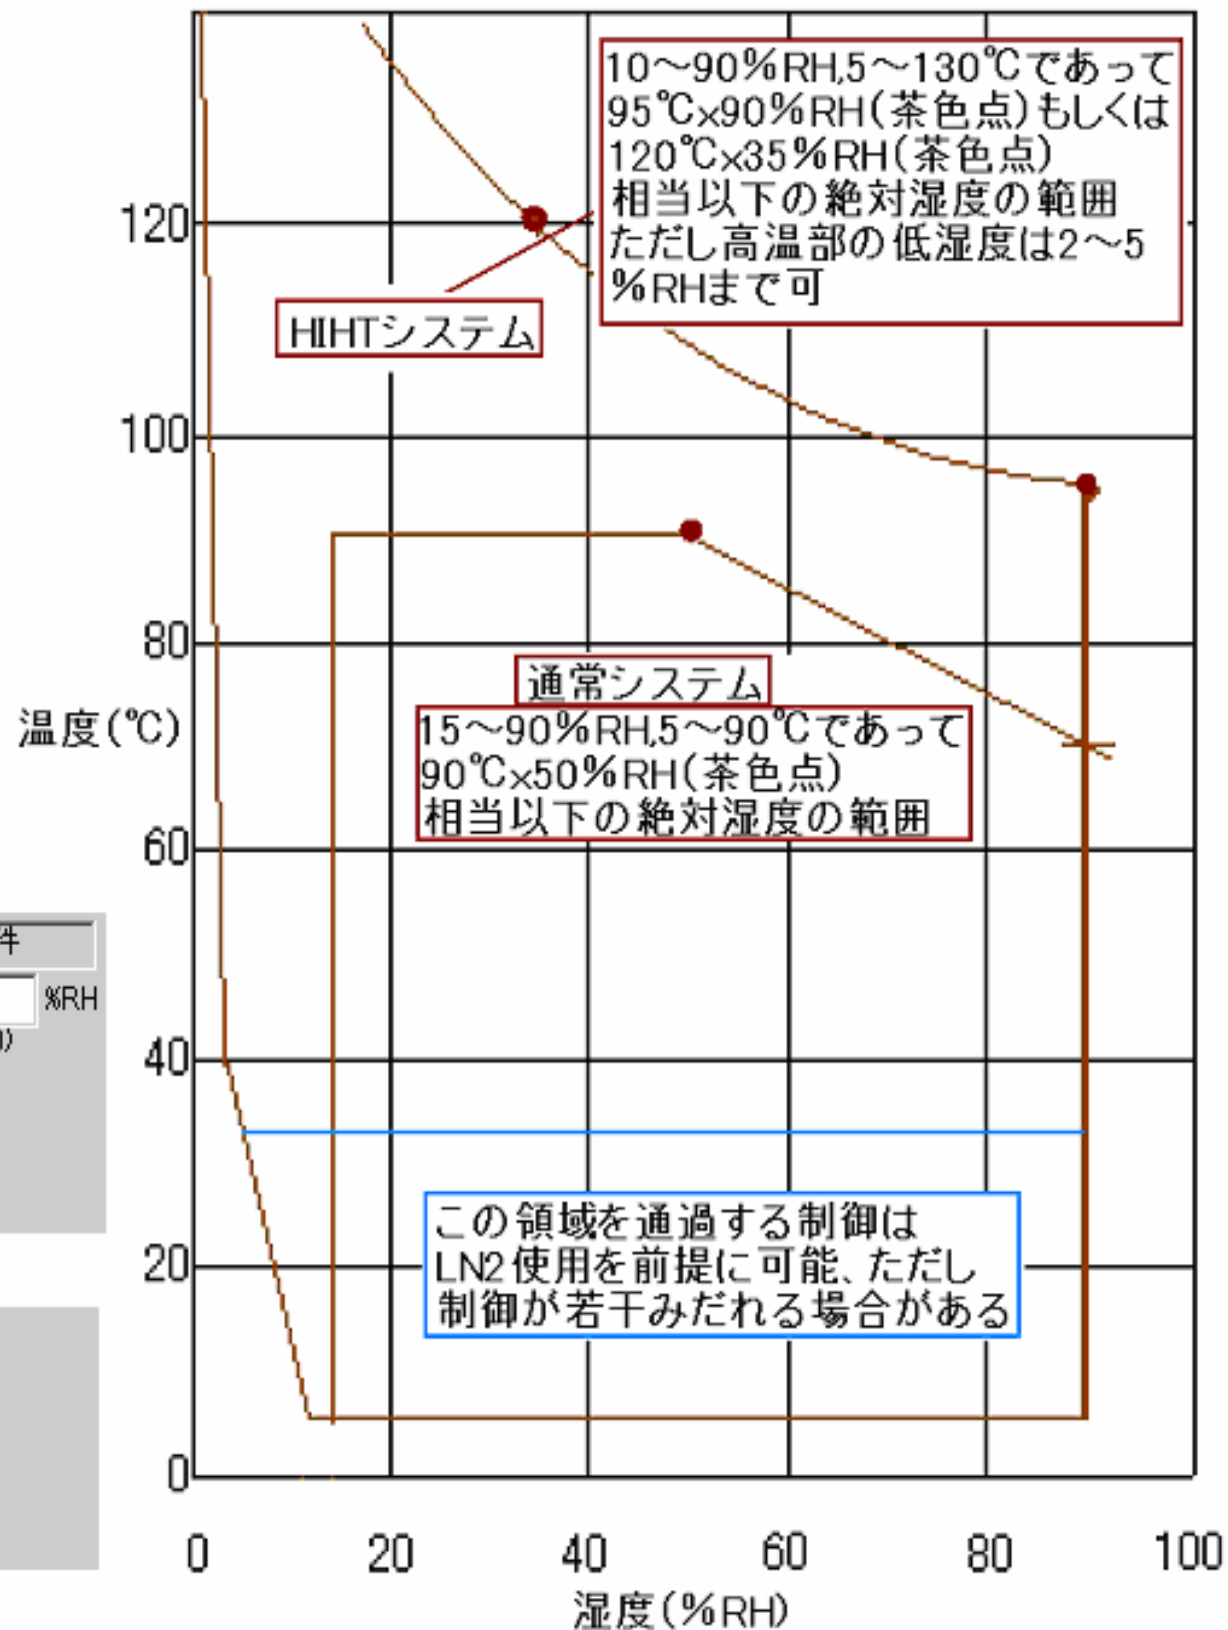 10～90%RH,5～130℃であって
95℃x90%RH(茶色点)もしくは
120℃x35%RH(茶色点)
相当以下の絶対湿度の範囲
ただし高温部の低湿度は2～5
%RHまで可
120
HIHTシステム
100
80
通常システム
温度(℃)
15～90%RH,5～90℃であって
90℃x50%RH(茶色点)
相当以下の絶対湿度の範囲
60
件
%RH
40
この領域を通過する制御は
LN2使用を前提に可能、ただし
制御が若干みだれる場合がある
20
0
0
20
40
60
80
100
湿度(%RH)